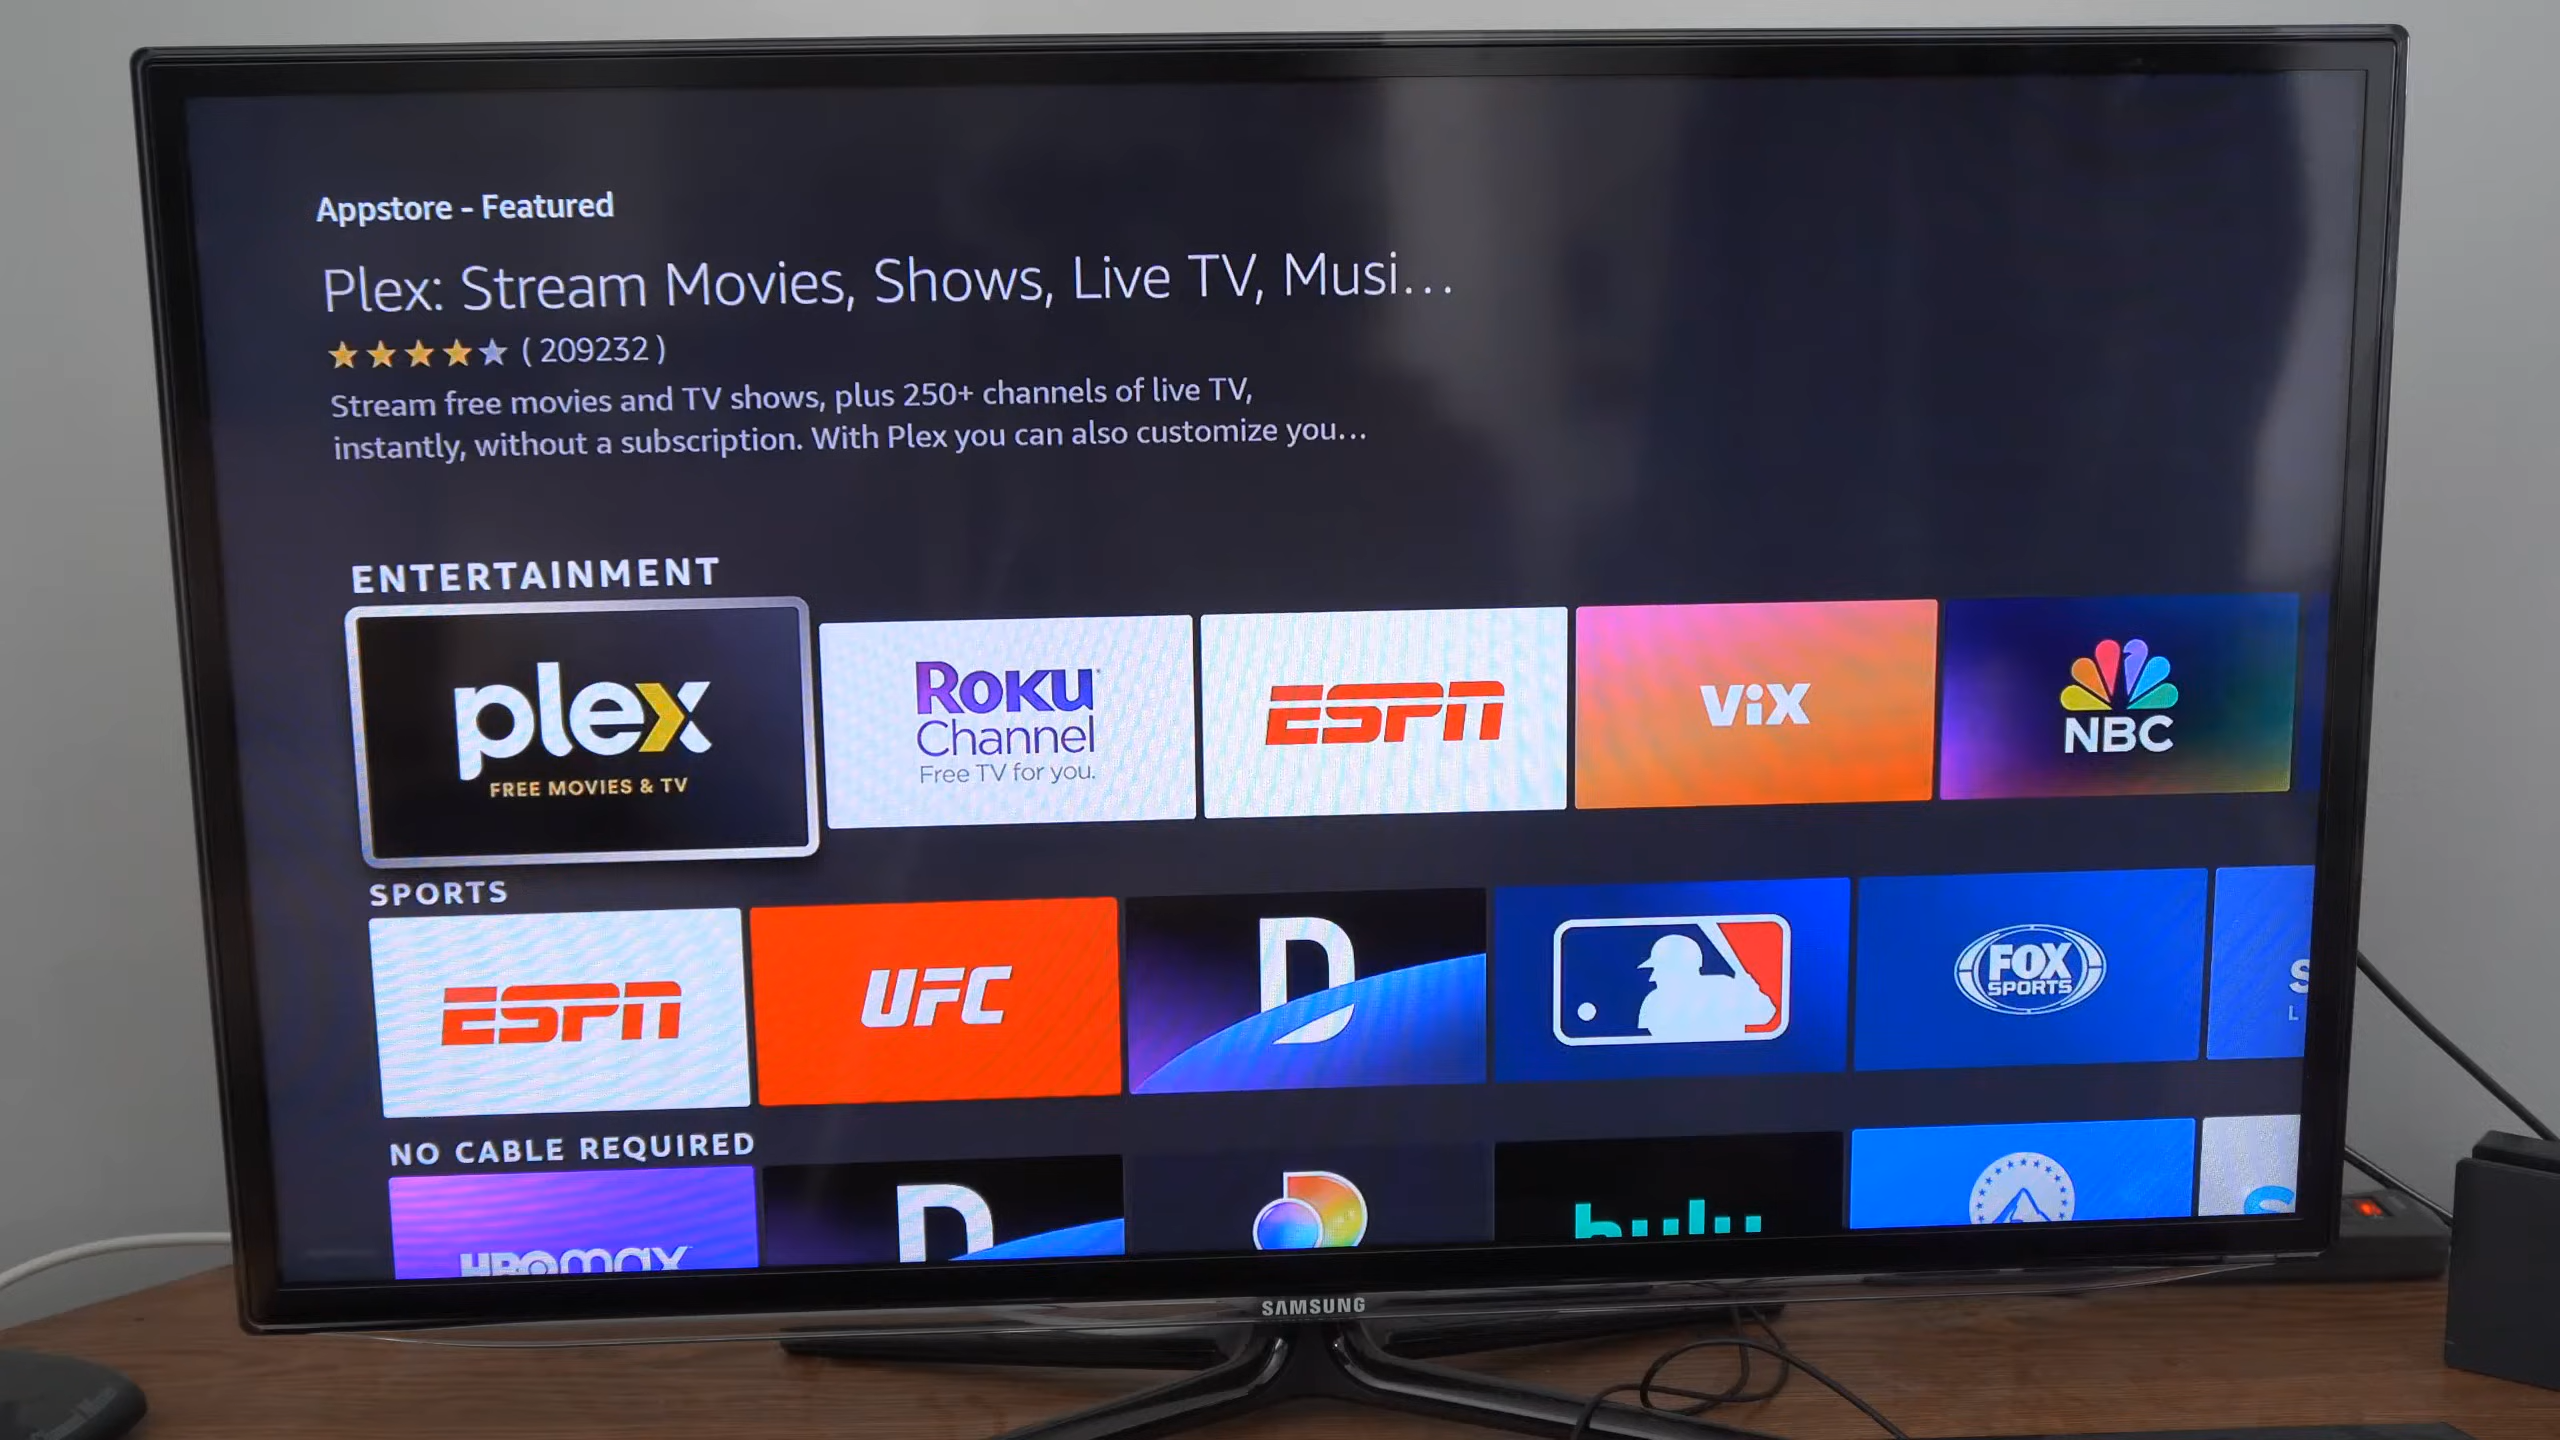 Appstore - Featured
Plex: Stream Movies, Shows, Live TV, Musi…
( 209232 )
Stream free movies and TV shows, plus 250+ channels of live TV,
instantly, without a subscription. With Plex you can also customize you…
ENTERTAINMENT
plex
FREE MOVIES & TV
Roku
Channel
Free TV for you.
ESPN
ViX
NBC
SPORTS
ESPN
UFC
D
FOX
SPORTS
S
L
NO CABLE REQUIRED
HBOmax
D
hulu
SAMSUNG